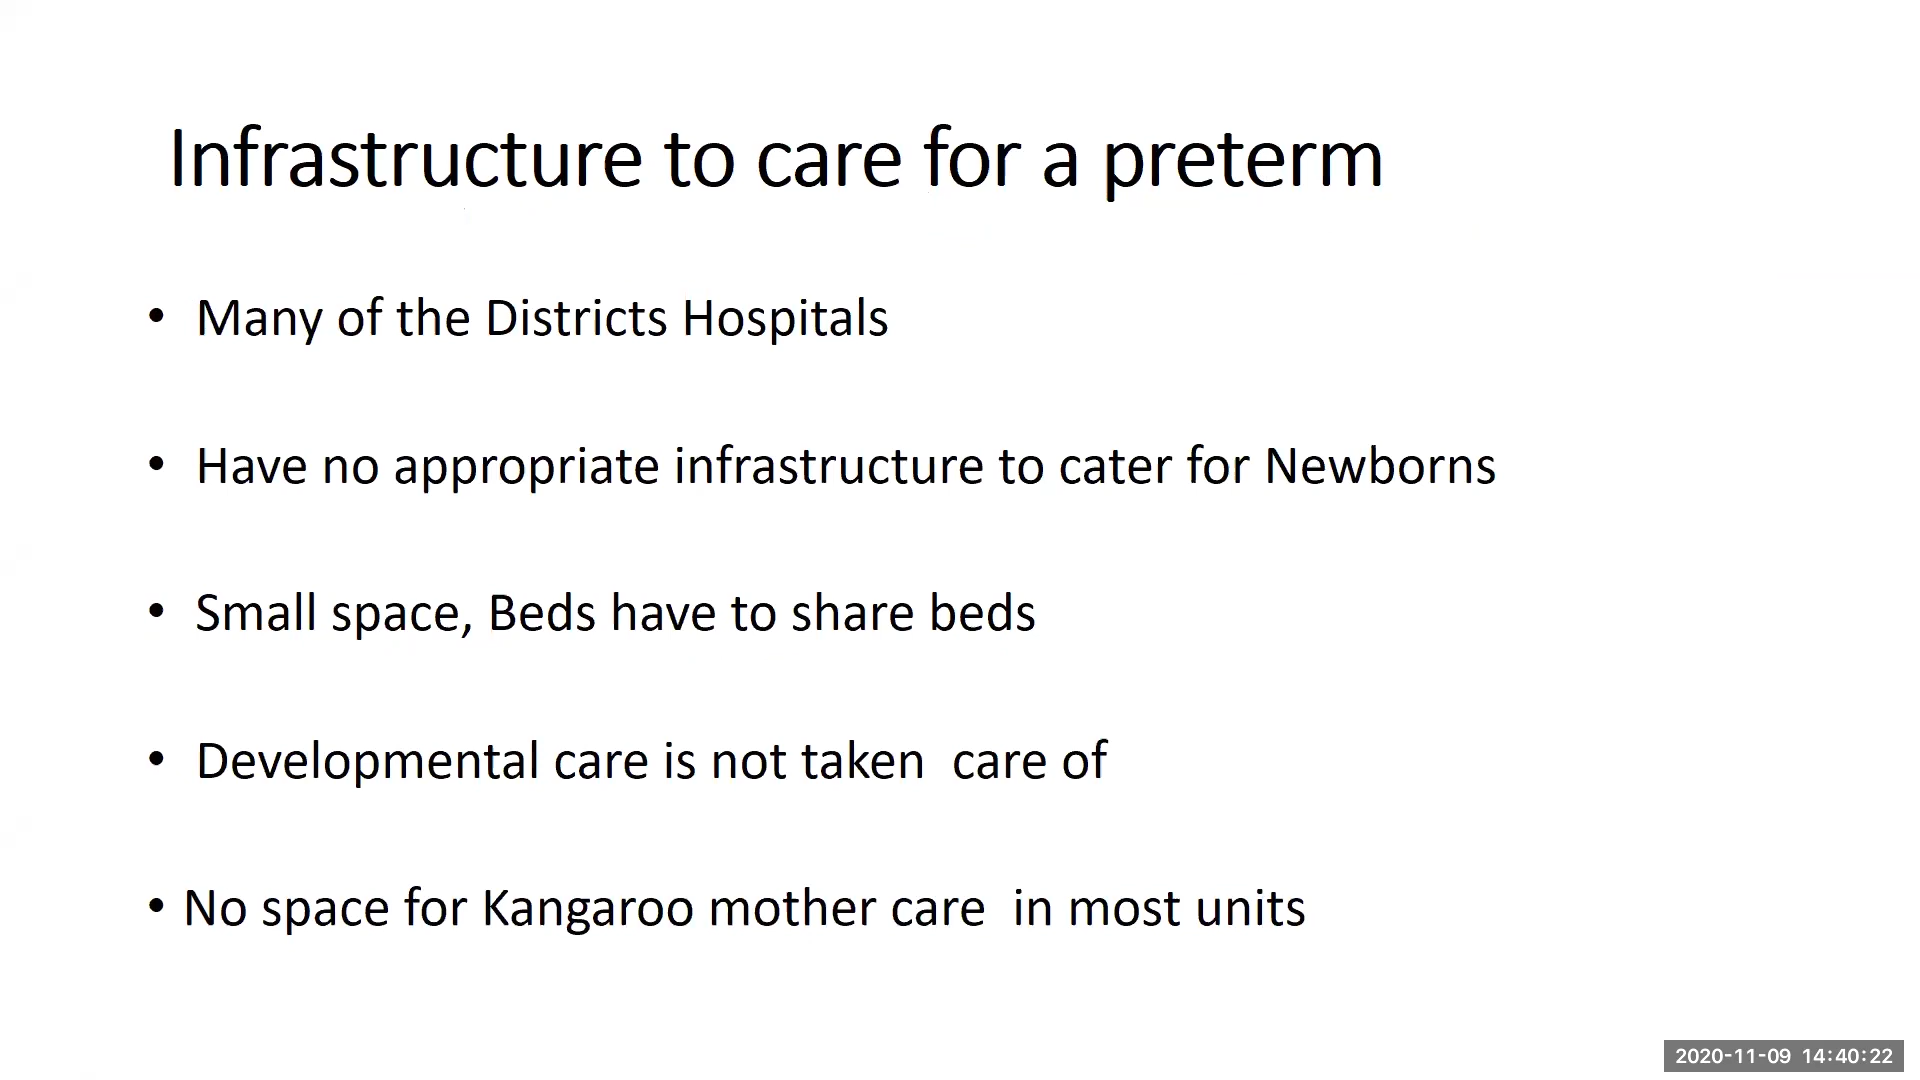 Infrastructure to care for a preterm
• Many of the Districts Hospitals
• Have no appropriate infrastructure to cater for Newborns
• Small space, Beds have to share beds
• Developmental care is not taken  care of
• No space for Kangaroo mother care  in most units
2020-11-09 14:40:22